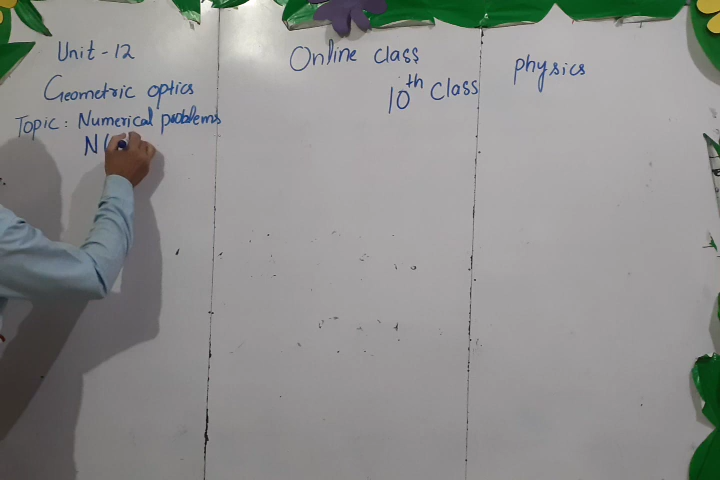 Unit - 12
Geometric optics
Topic: Numerical problems
N
Online class
10th Class
physics